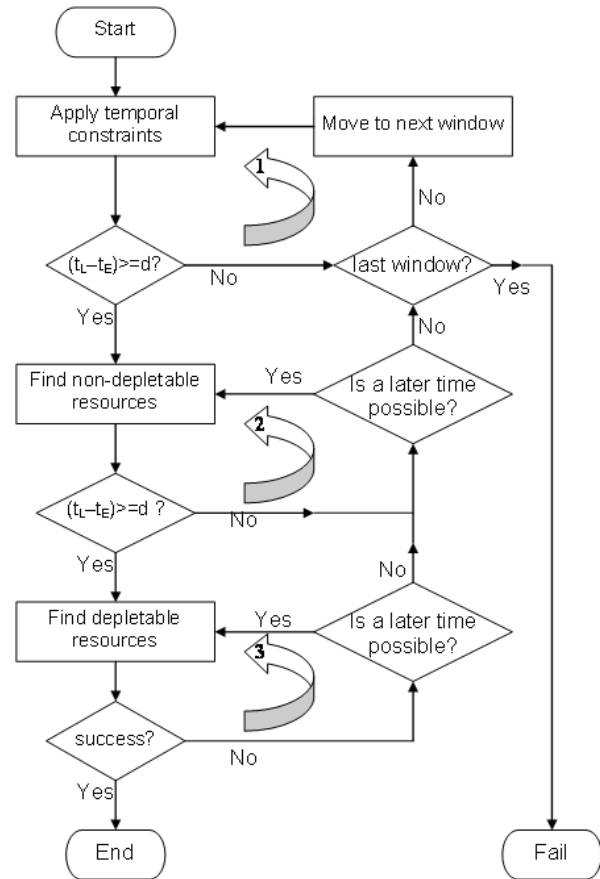 Start
Apply temporal
constraints
Move to next window
1
No
(tL–tE)>=d?
No
last window?
Yes
Yes
No
Find non-depletable
resources
Yes
Is a later time
possible?
2
(tL–tE)>=d ?
No
Yes
No
Find depletable
resources
Yes
Is a later time
possible?
3
success?
No
Yes
End
Fail